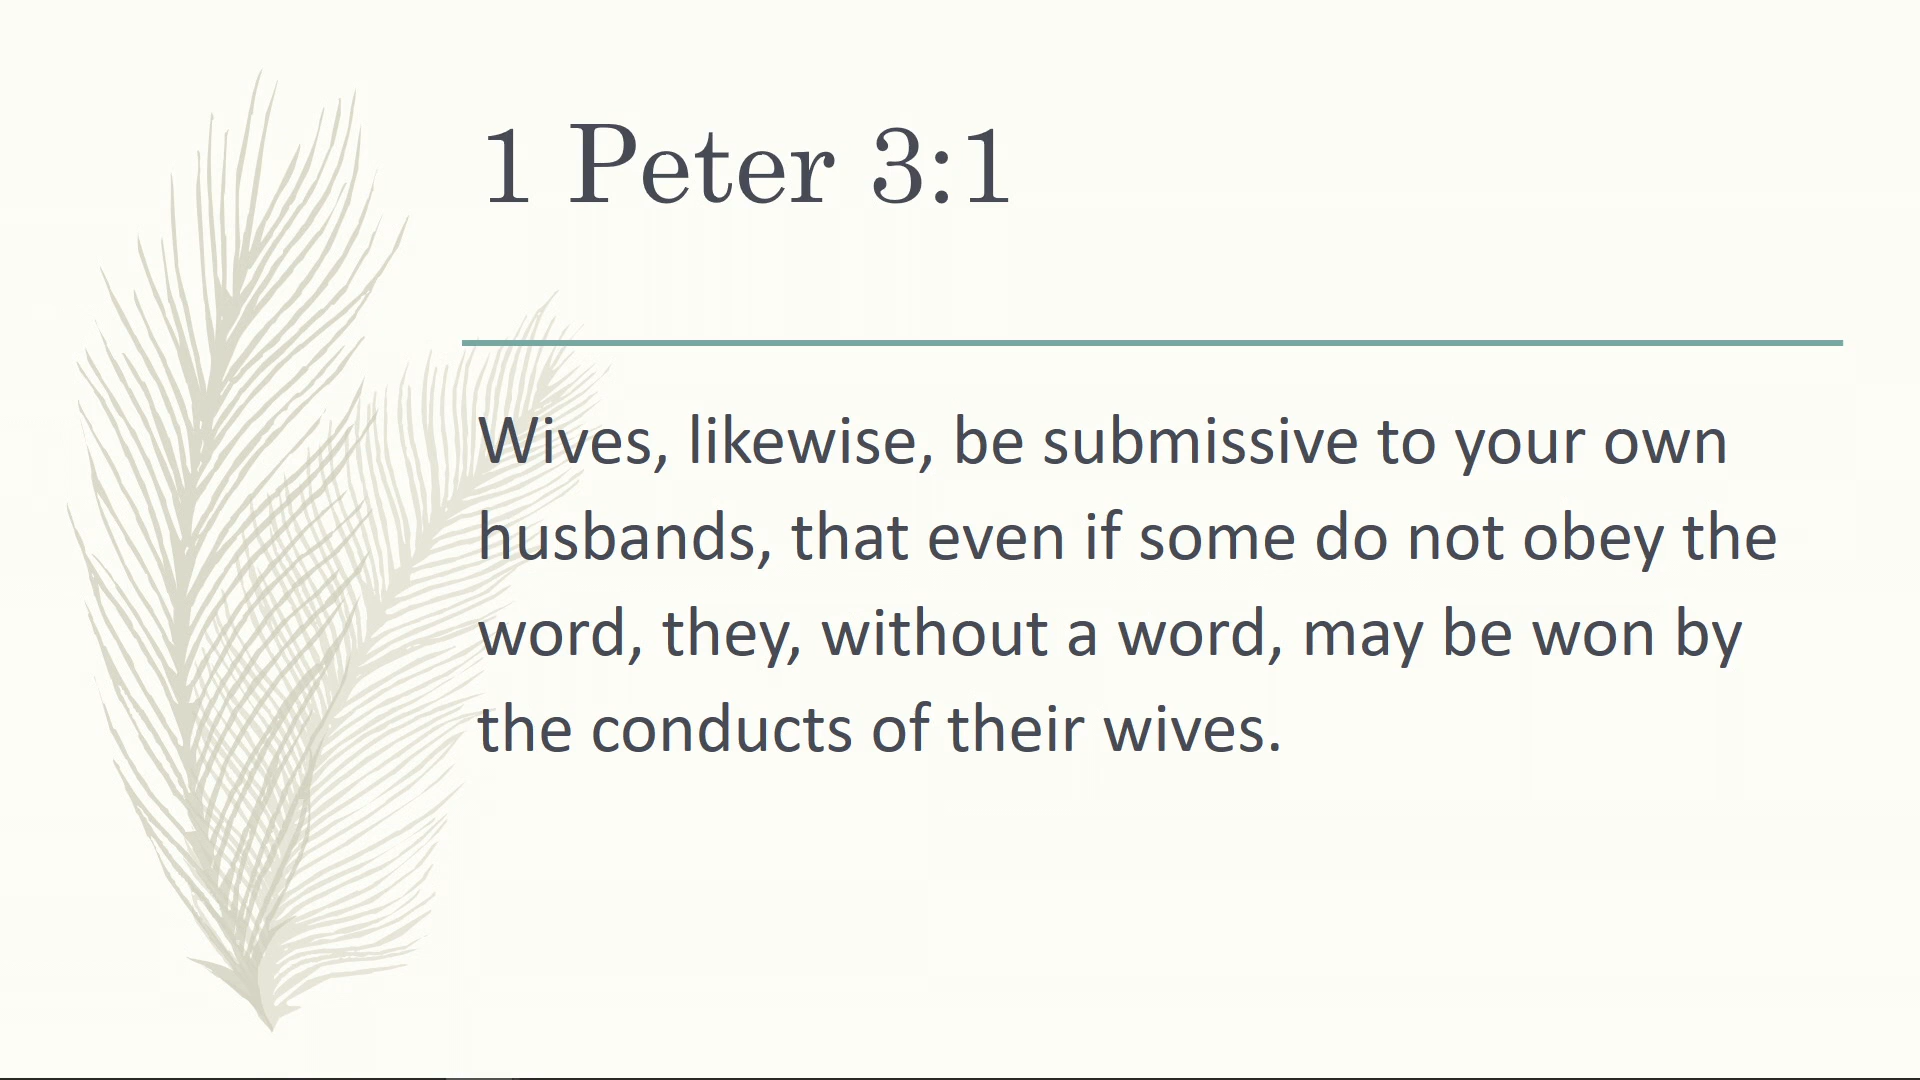 1 Peter 3:1
Wives, likewise, be submissive to your own
husbands, that even if some do not obey the
word, they, without a word, may be won by
the conducts of their wives.